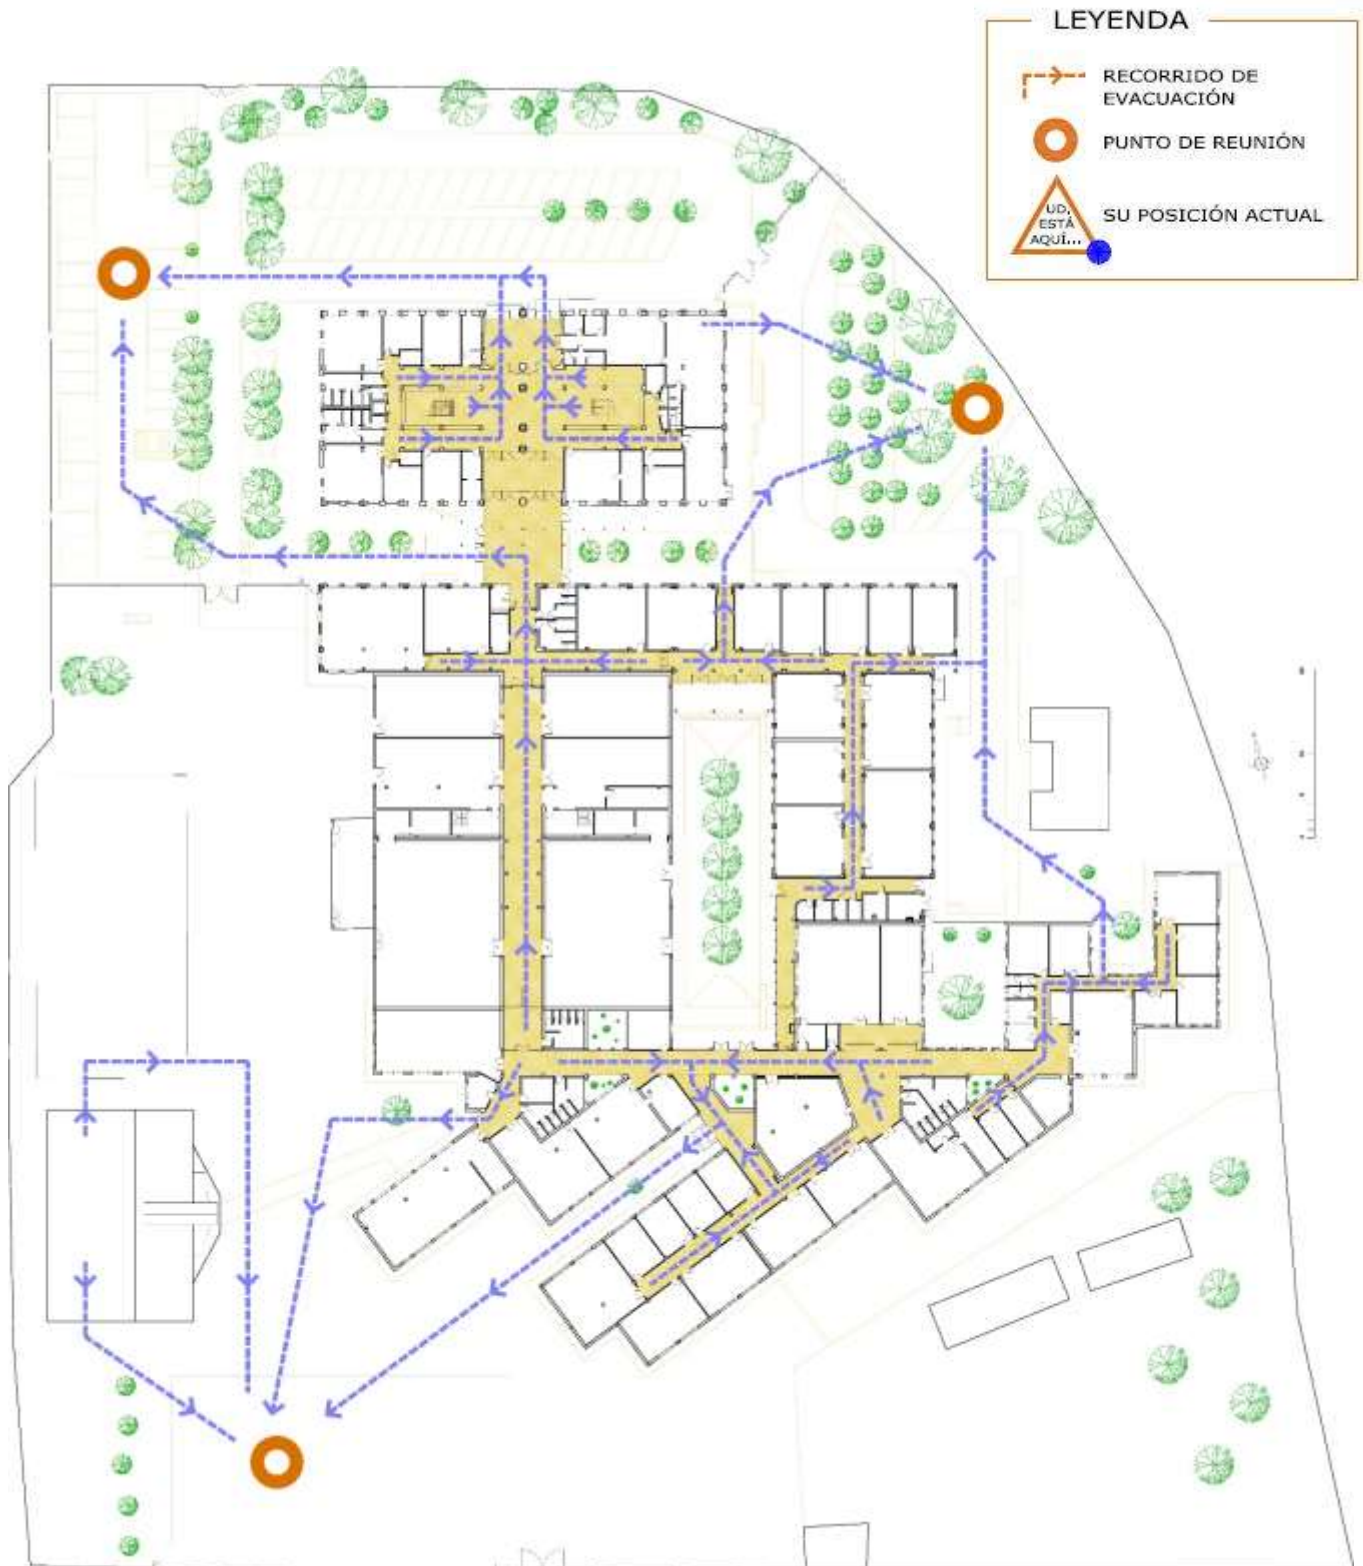 LEYENDA
RECORRIDO DE
EVACUACIÓN
PUNTO DE REUNIÓN
UD.
ESTÁ
AQUÍ...
SU POSICIÓN ACTUAL